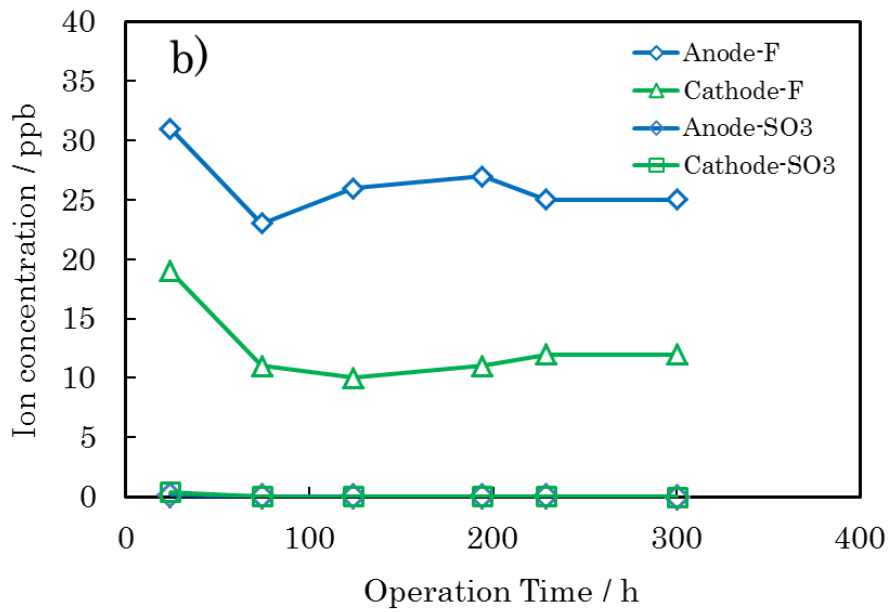 b)
Anode-F
Cathode-F
Anode-SO3
Cathode-SO3
40
35
30
25
20
15
10
5
0
Ion concentration / ppb
0 100 200 300 400
Operation Time / h